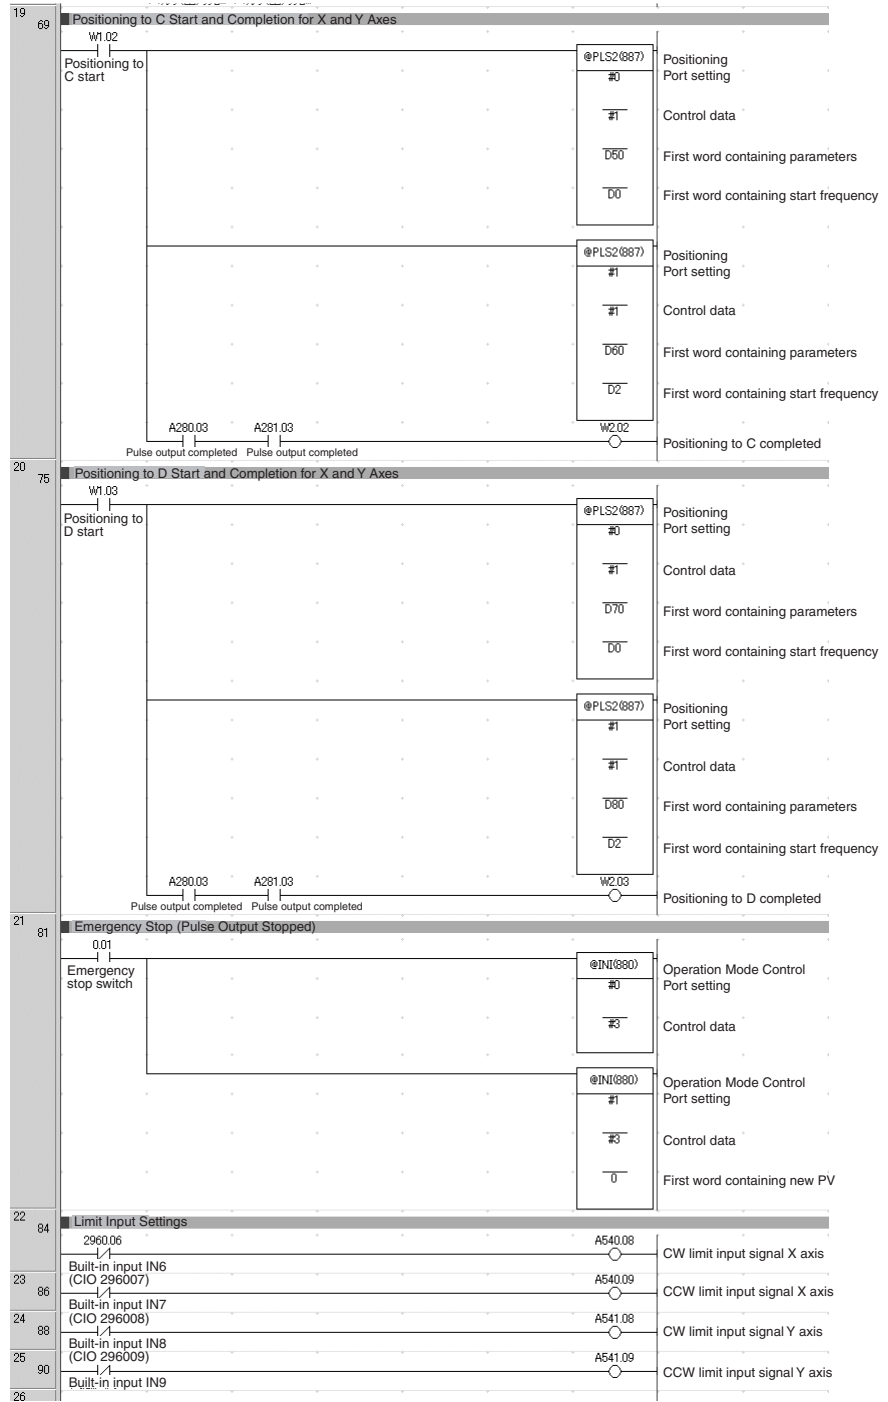 19
69
Positioning to C Start and Completion for X and Y Axes
W1.02
Positioning to
C start
@PLS2(887)
Positioning
#0
Port setting
#1
Control data
D50
First word containing parameters
D0
First word containing start frequency
@PLS2(887)
Positioning
#1
Port setting
#1
Control data
D60
First word containing parameters
D2
First word containing start frequency
A280.03 A281.03 W2.02
Pulse output completed Pulse output completed
Positioning to C completed
20
75
Positioning to D Start and Completion for X and Y Axes
W1.03
Positioning to
D start
@PLS2(887)
Positioning
#0
Port setting
#1
Control data
D70
First word containing parameters
D0
First word containing start frequency
@PLS2(887)
Positioning
#1
Port setting
#1
Control data
D80
First word containing parameters
D2
First word containing start frequency
A280.03 A281.03 W2.03
Pulse output completed Pulse output completed
Positioning to D completed
21
81
Emergency Stop (Pulse Output Stopped)
0.01
Emergency
stop switch
@INI(880)
Operation Mode Control
#0
Port setting
#3
Control data
@INI(880)
Operation Mode Control
#1
Port setting
#3
Control data
0
First word containing new PV
22
84
Limit Input Settings
2960.06 A540.08
Built-in input IN6
CW limit input signal X axis
23
86
(CIO 296007) A540.09
Built-in input IN7
CCW limit input signal X axis
24
88
(CIO 296008) A541.08
Built-in input IN8
CW limit input signal Y axis
25
90
(CIO 296009) A541.09
Built-in input IN9
CCW limit input signal Y axis
26